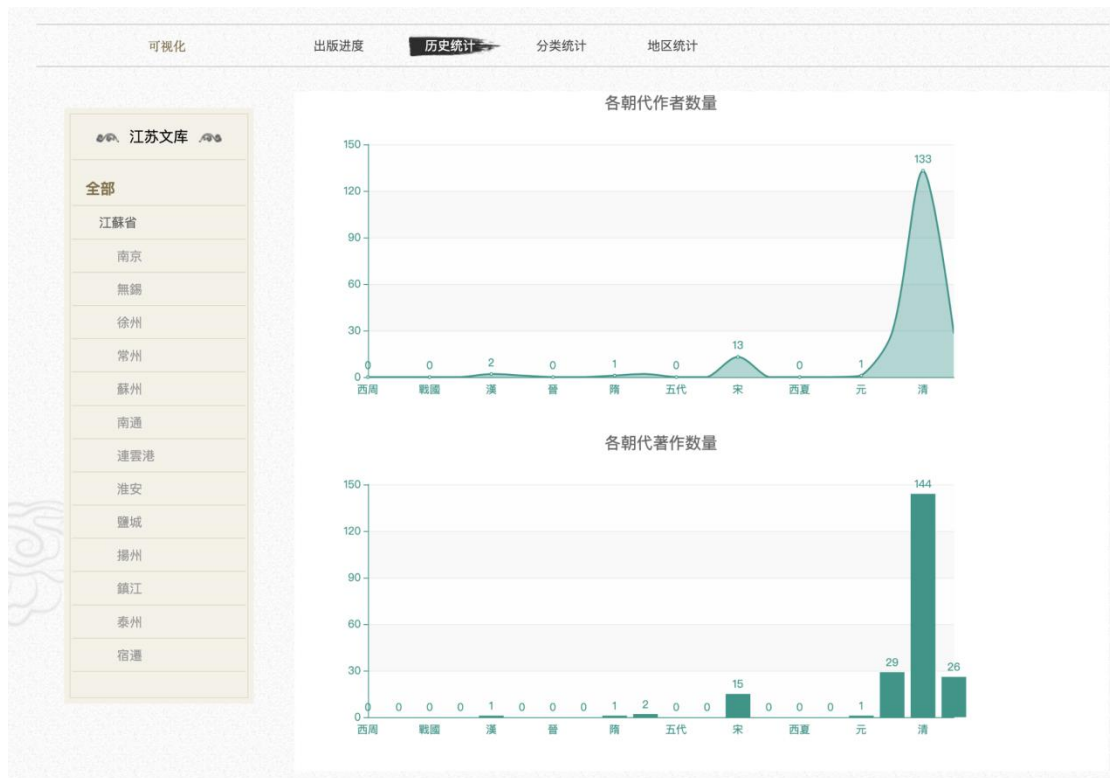 可视化 出版进度 历史统计 分类统计 地区统计
江苏文库
全部
江蘇省
南京
無錫
徐州
常州
蘇州
南通
連雲港
淮安
鹽城
揚州
鎮江
泰州
宿遷
各朝代作者数量
150
133
120
90
60
30
13
0 0 2 0 1 0 0 1
0
西周 戰國 漢 晉 隋 五代 宋 西夏 元 清
各朝代著作数量
150
144
120
90
60
30
29
26
15
0 0 0 0 1 0 0 0 1 2 0 0 0 0 0 1
0
西周 戰國 漢 晉 隋 五代 宋 西夏 元 清